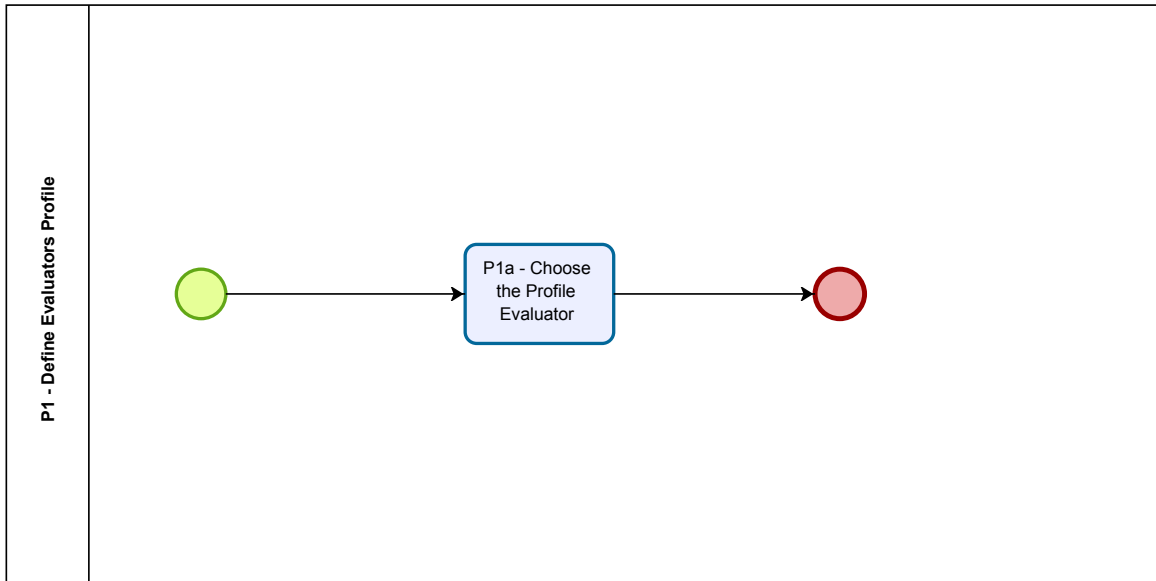 P1 - Define Evaluators Profile
P1a - Choose
the Profile
Evaluator